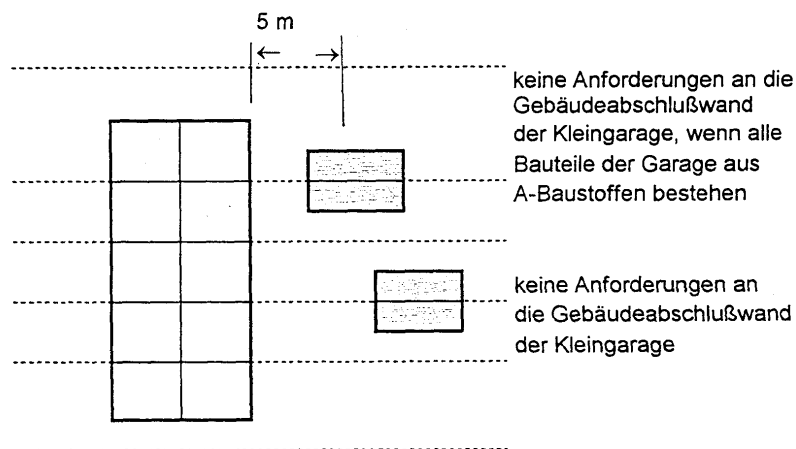 5 m
keine Anforderungen an die
Gebäudeabschlußwand
der Kleingarage, wenn alle
Bauteile der Garage aus
A-Baustoffen bestehen
keine Anforderungen an
die Gebäudeabschlußwand
der Kleingarage